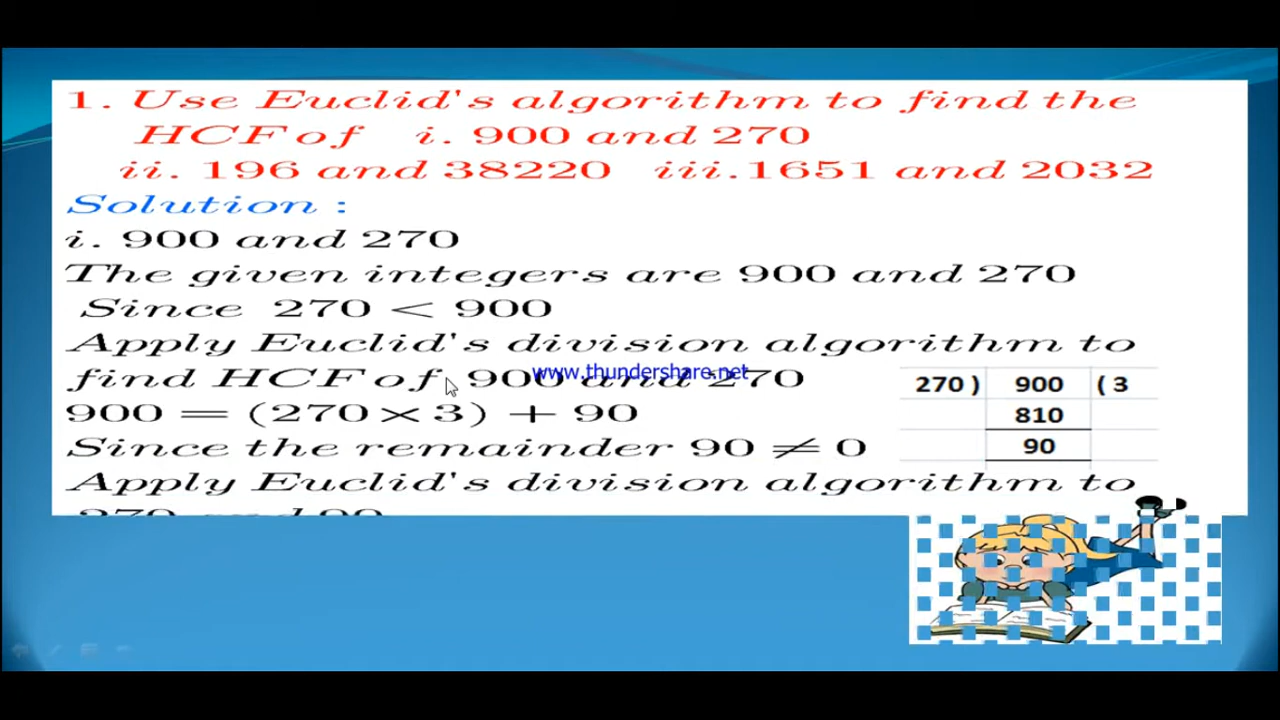 1. Use Euclid's algorithm to find the
HCF of i. 900 and 270
ii. 196 and 38220 iii.1651 and 2032
Solution :
i. 900 and 270
The given integers are 900 and 270
Since 270 < 900
Apply Euclid's division algorithm to
find HCF of 900 and 270
www.thundershare.net
900 = (270 × 3) + 90
Since the remainder 90 ≠ 0
Apply Euclid's division algorithm to
270 and 90
270 ) 900 ( 3
810
90